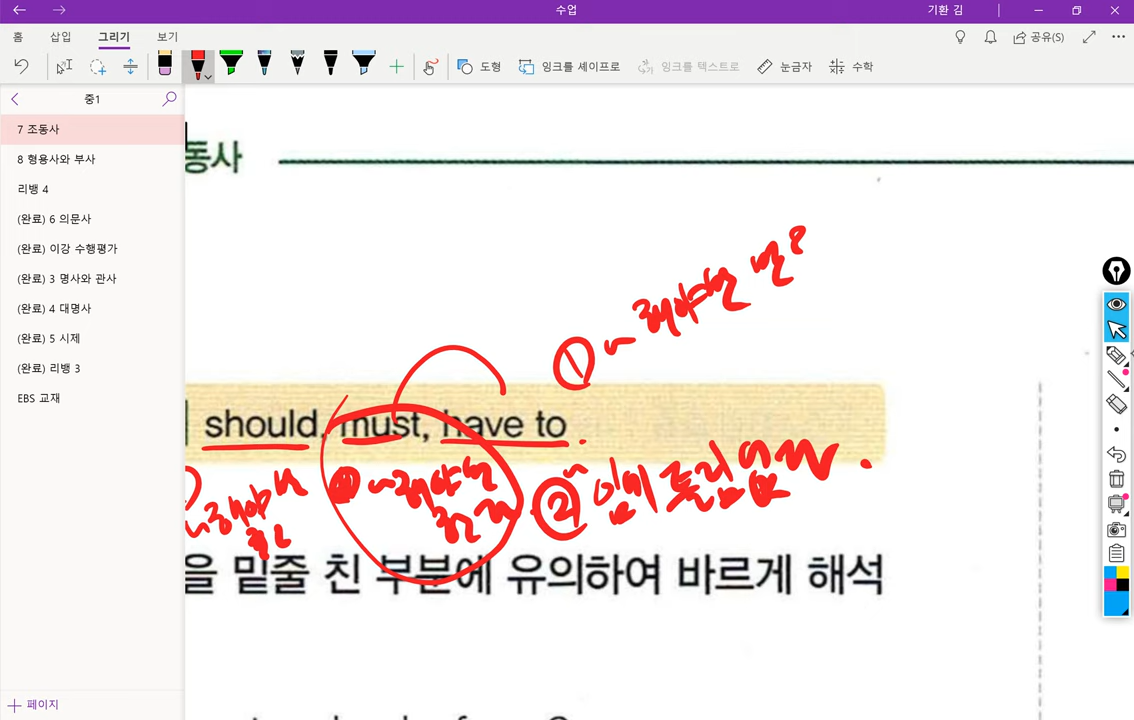 수업
기환 김
홈 삽입 그리기 보기
공유(S)
도형 잉크를 셰이프로 잉크를 텍스트로 눈금자 수학
중1
7 조동사
8 형용사와 부사
리뱅 4
(완료) 6 의문사
(완료) 이강 수행평가
(완료) 3 명사와 관사
(완료) 4 대명사
(완료) 5 시제
(완료) 리뱅 3
EBS 교재
페이지
동사
① ~ 해야만
should, must, have to
~해야만
② ~임에 틀림없다.
을 밑줄 친 부분에 유의하여 바르게 해석